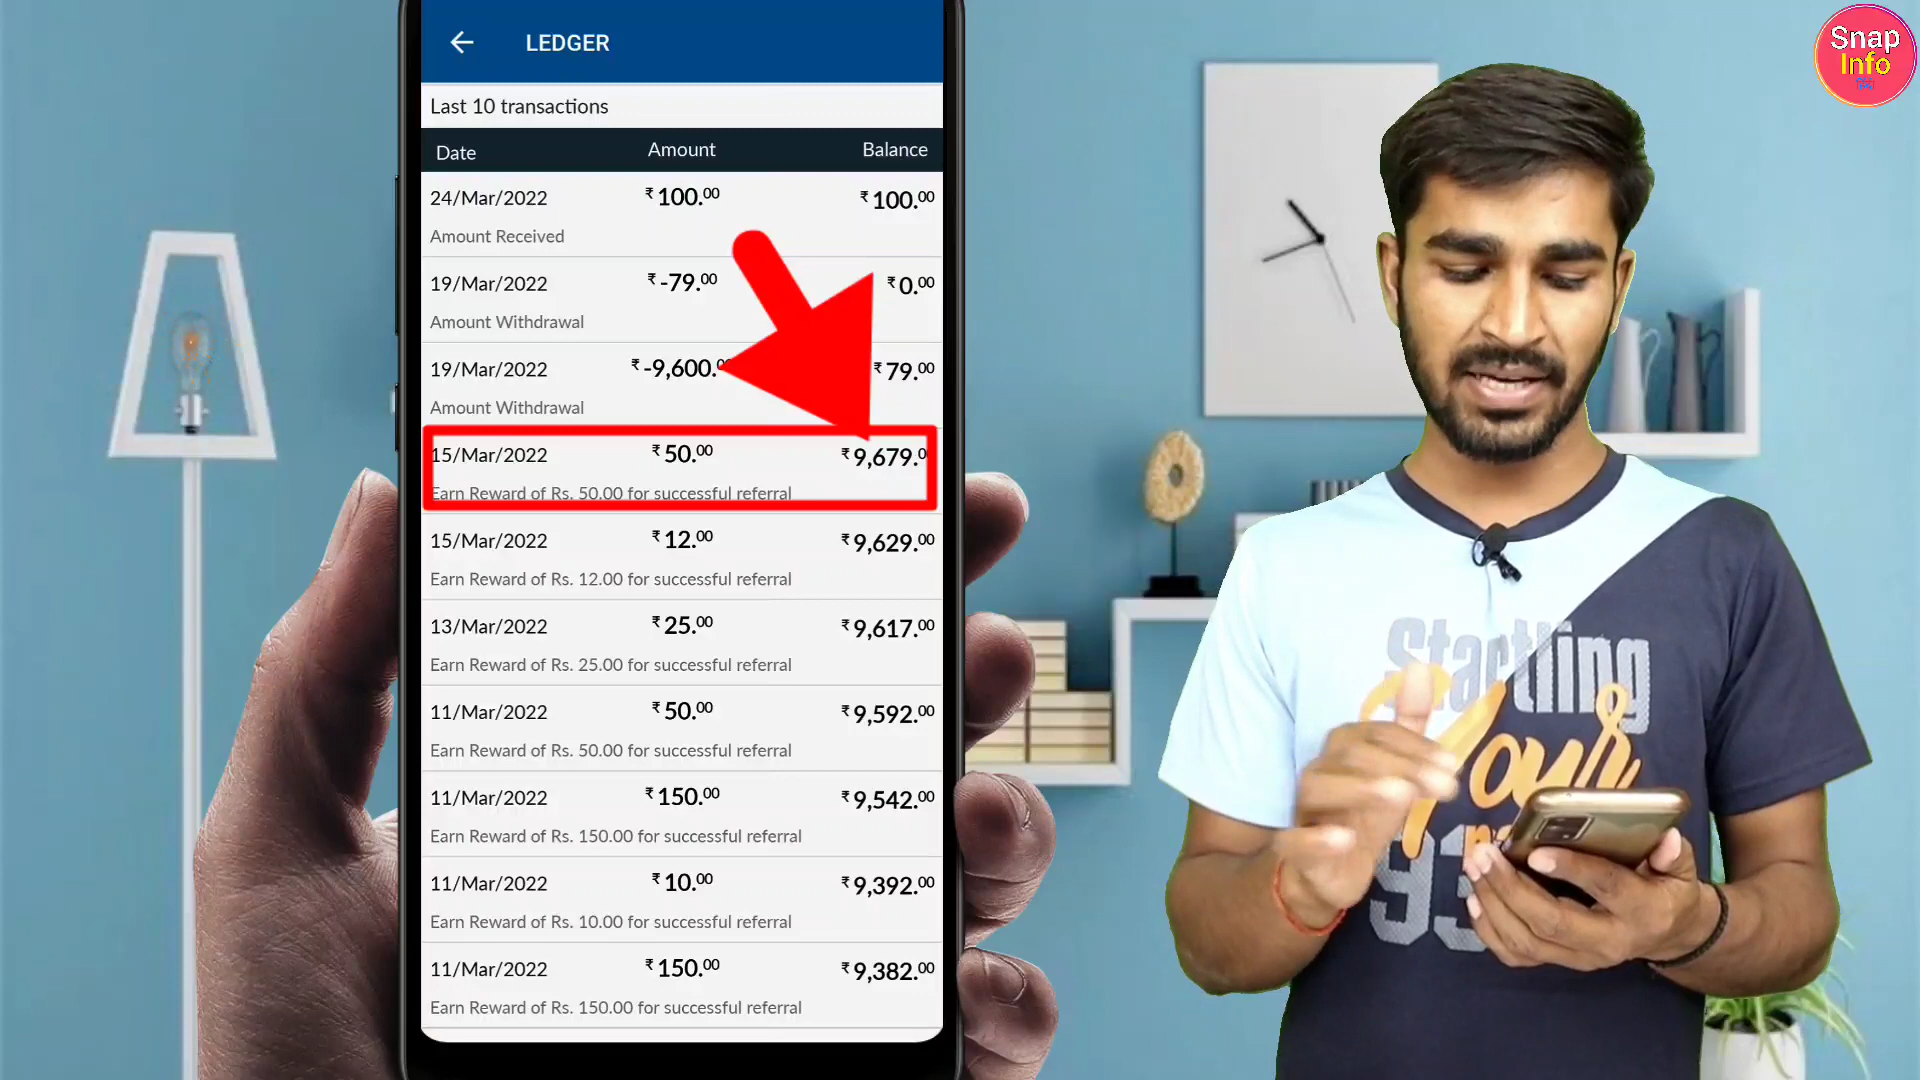 LEDGER
Last 10 transactions
Date Amount Balance
24/Mar/2022 ₹100.00 ₹100.00
Amount Received
19/Mar/2022 ₹-79.00 ₹0.00
Amount Withdrawal
19/Mar/2022 ₹-9,600. ₹79.00
Amount Withdrawal
15/Mar/2022 ₹50.00 ₹9,679.0
Earn Reward of Rs. 50.00 for successful referral
15/Mar/2022 ₹12.00 ₹9,629.00
Earn Reward of Rs. 12.00 for successful referral
13/Mar/2022 ₹25.00 ₹9,617.00
Earn Reward of Rs. 25.00 for successful referral
11/Mar/2022 ₹50.00 ₹9,592.00
Earn Reward of Rs. 50.00 for successful referral
11/Mar/2022 ₹150.00 ₹9,542.00
Earn Reward of Rs. 150.00 for successful referral
11/Mar/2022 ₹10.00 ₹9,392.00
Earn Reward of Rs. 10.00 for successful referral
11/Mar/2022 ₹150.00 ₹9,382.00
Earn Reward of Rs. 150.00 for successful referral
Snap
Info
Startling
Your
93